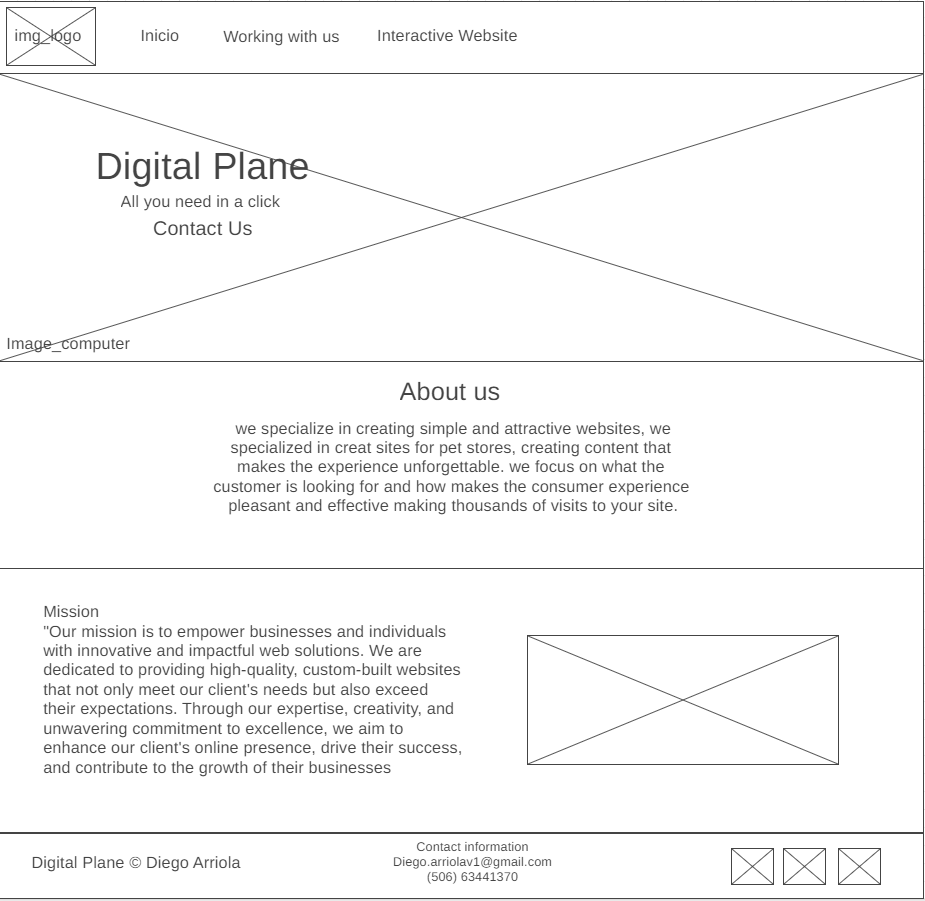 img_logo
Inicio
Working with us
Interactive Website
Digital Plane
All you need in a click
Contact Us
Image_computer
About us
we specialize in creating simple and attractive websites, we
specialized in creat sites for pet stores, creating content that
makes the experience unforgettable. we focus on what the
customer is looking for and how makes the consumer experience
pleasant and effective making thousands of visits to your site.
Mission
"Our mission is to empower businesses and individuals
with innovative and impactful web solutions. We are
dedicated to providing high-quality, custom-built websites
that not only meet our client's needs but also exceed
their expectations. Through our expertise, creativity, and
unwavering commitment to excellence, we aim to
enhance our client's online presence, drive their success,
and contribute to the growth of their businesses
Digital Plane © Diego Arriola
Contact information
Diego.arriolav1@gmail.com
(506) 63441370